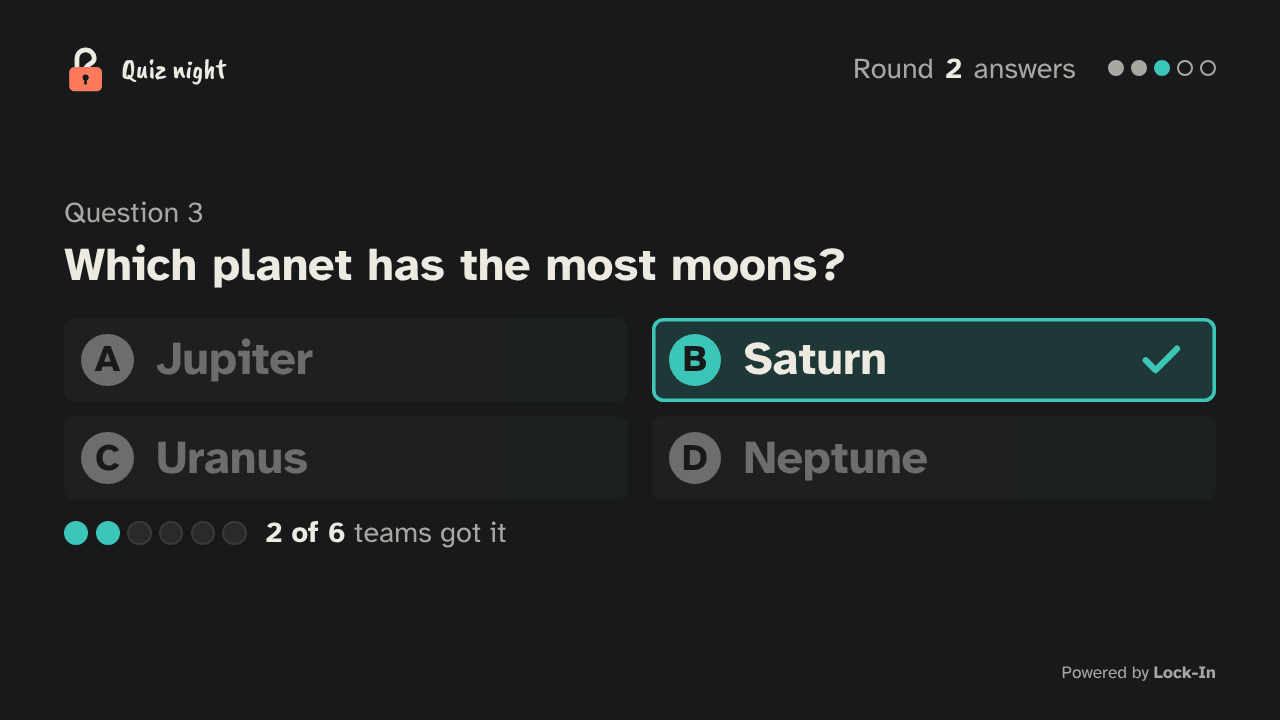 Quiz night
Round 2 answers
Question 3
Which planet has the most moons?
A Jupiter
B Saturn
C Uranus
D Neptune
2 of 6 teams got it
Powered by Lock-In